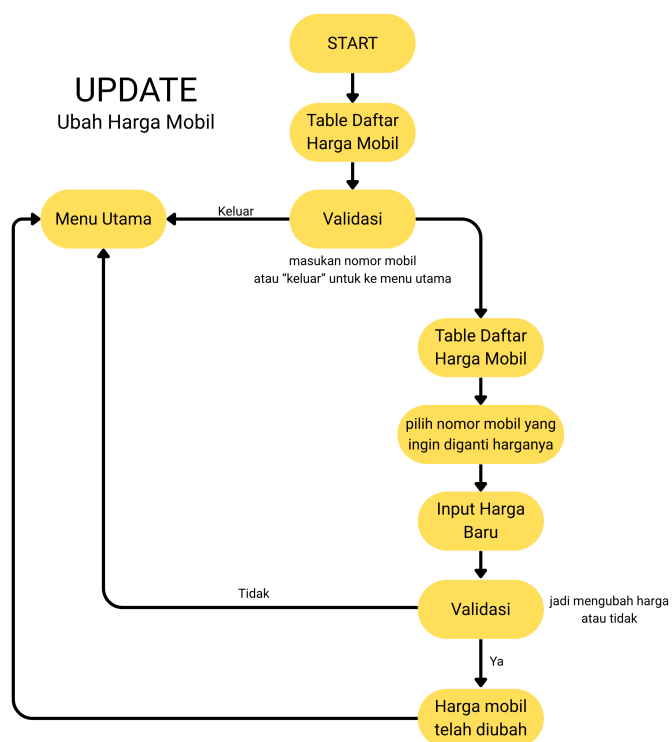 START
UPDATE
Ubah Harga Mobil
Table Daftar
Harga Mobil
Menu Utama
Keluar
Validasi
masukan nomor mobil
atau “keluar” untuk ke menu utama
Table Daftar
Harga Mobil
pilih nomor mobil yang
ingin diganti harganya
Input Harga
Baru
Tidak
Validasi
jadi mengubah harga
atau tidak
Ya
Harga mobil
telah diubah